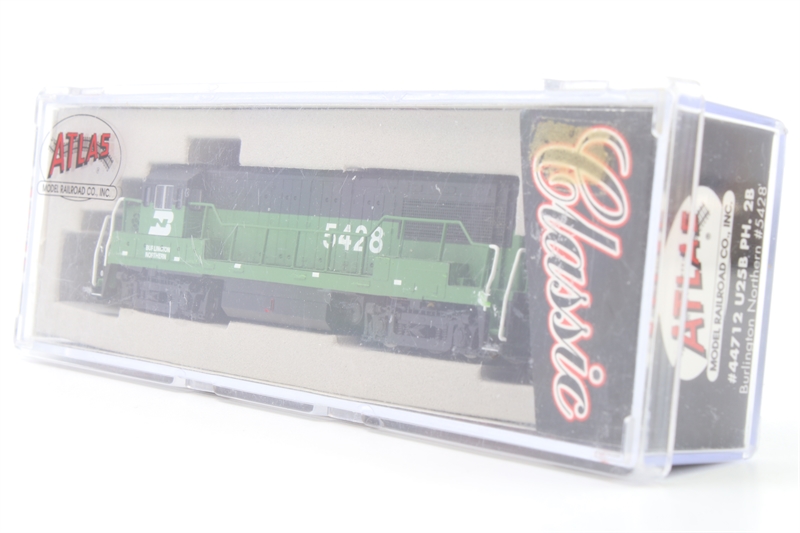 ATLAS
MODEL RAILROAD CO., INC.
5428
BURLINGTON
NORTHERN
Classic
ATLAS
MODEL RAILROAD CO., INC.
#44712 U25B PH. 2B
Burlington Northern #5428